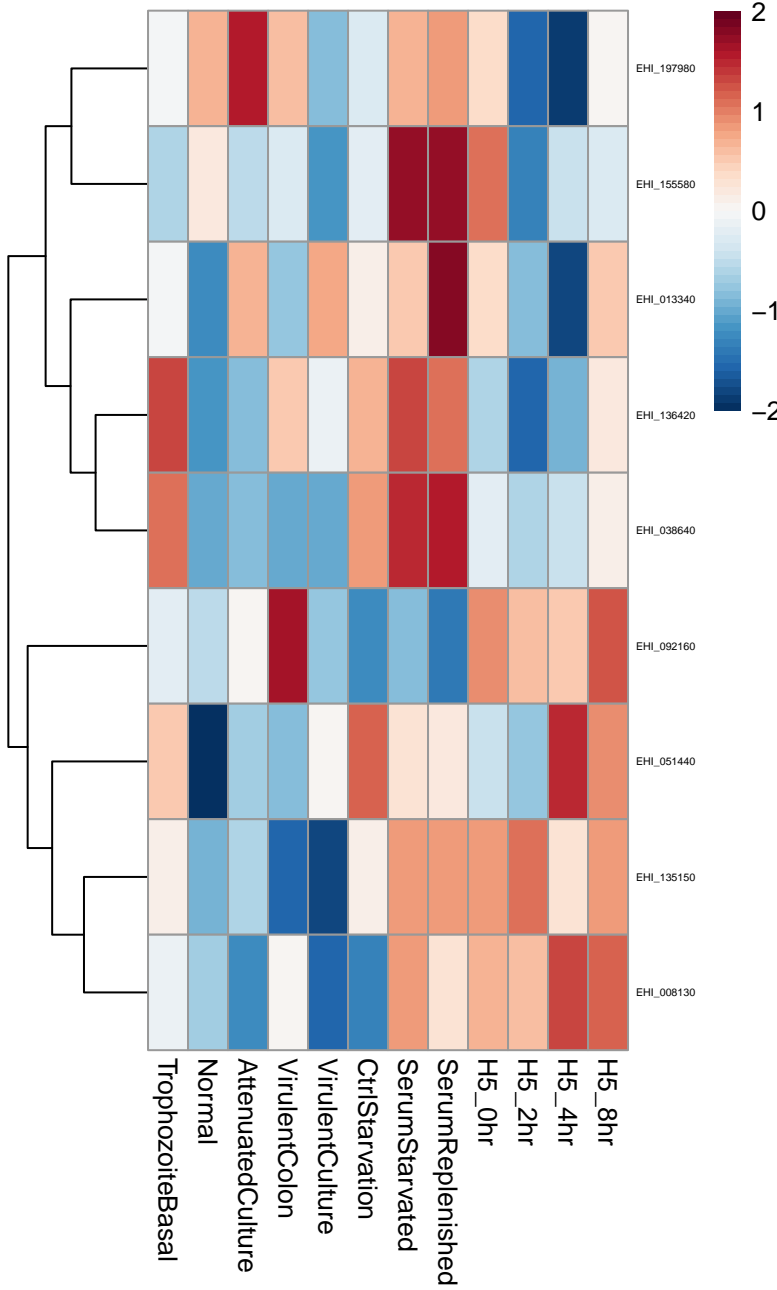 2
1
0
−1
−2
EHI_197980
EHI_155580
EHI_013340
EHI_136420
EHI_038640
EHI_092160
EHI_051440
EHI_135150
EHI_008130
TrophozoiteBasal
Normal
AttenuatedCulture
VirulentColon
VirulentCulture
CtrlStarvation
SerumStarvated
SerumReplenished
H5_0hr
H5_2hr
H5_4hr
H5_8hr